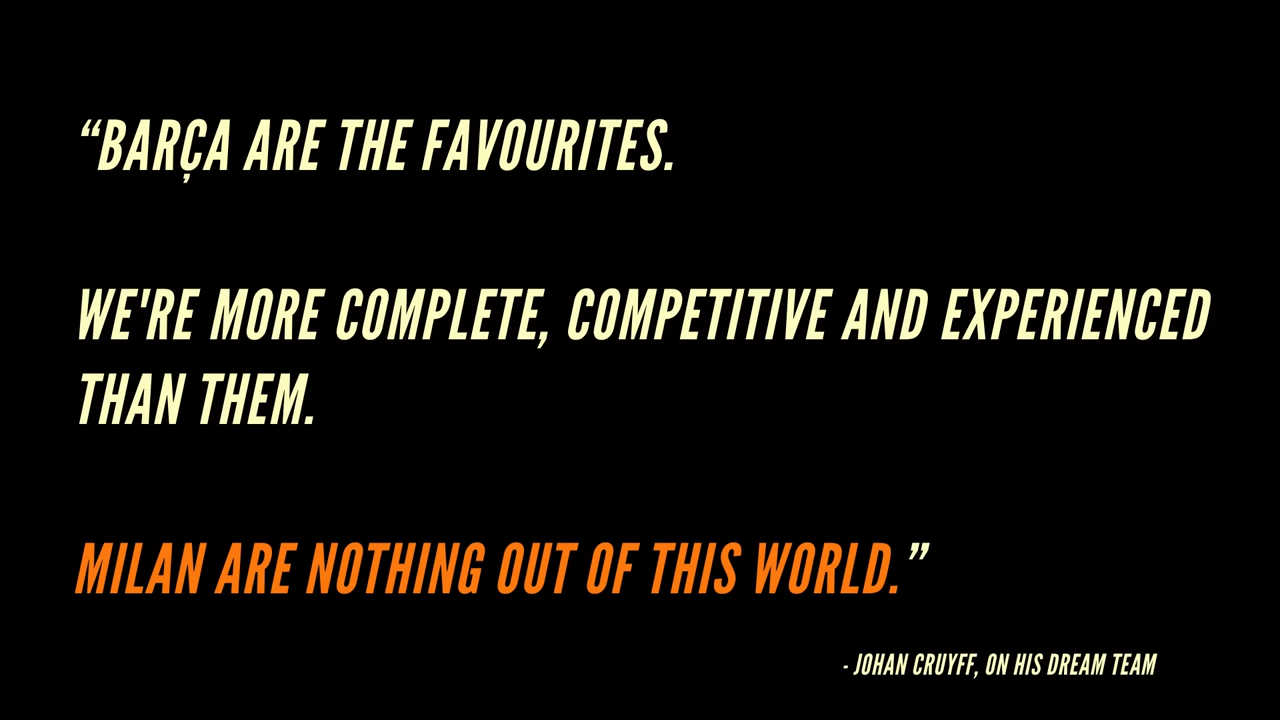 “BARÇA ARE THE FAVOURITES.
WE'RE MORE COMPLETE, COMPETITIVE AND EXPERIENCED
THAN THEM.
MILAN ARE NOTHING OUT OF THIS WORLD.”
- JOHAN CRUYFF, ON HIS DREAM TEAM